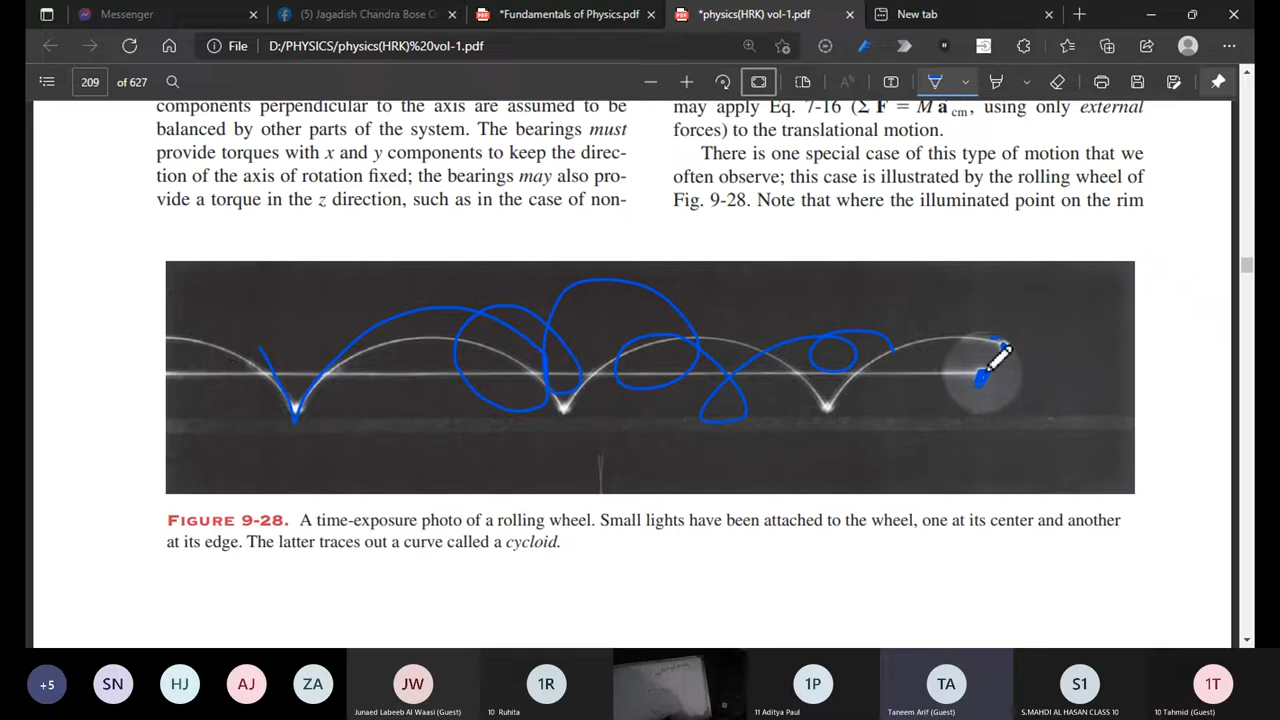 Messenger
(5) Jagadish Chandra Bose C
*Fundamentals of Physics.pdf
*physics(HRK) vol-1.pdf
New tab
File
D:/PHYSICS/physics(HRK)%20vol-1.pdf
209 of 627
components perpendicular to the axis are assumed to be
balanced by other parts of the system. The bearings must
provide torques with x and y components to keep the direc-
tion of the axis of rotation fixed; the bearings may also pro-
vide a torque in the z direction, such as in the case of non-
may apply Eq. 7-16 (Σ F = Ma cm, using only external
forces) to the translational motion.
There is one special case of this type of motion that we
often observe; this case is illustrated by the rolling wheel of
Fig. 9-28. Note that where the illuminated point on the rim
FIGURE 9-28. A time-exposure photo of a rolling wheel. Small lights have been attached to the wheel, one at its center and another
at its edge. The latter traces out a curve called a cycloid.
+5
SN
HJ
AJ
ZA
JW
Junaed Labeeb Al Waasi (Guest)
1R
10 Ruhita
1P
11 Aditya Paul
TA
Taneem Arif (Guest)
S1
S.MAHDI AL HASAN CLASS 10
1T
10 Tahmid (Guest)